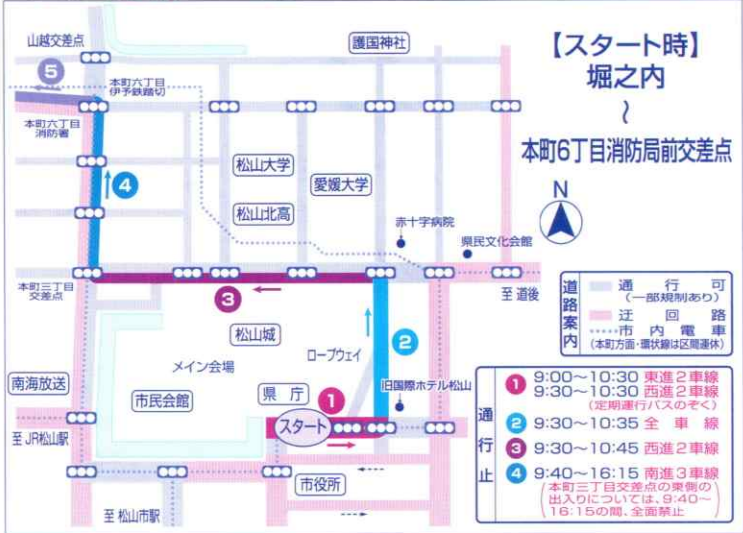 【スタート時】
堀之内
~
本町6丁目消防局前交差点
N
山越交差点
護国神社
5
本町六丁目
伊予鉄踏切
本町六丁目
消防署
松山大学
愛媛大学
4
松山北高
赤十字病院
県民文化会館
本町三丁目
交差点
3
至 道後
松山城
2
メイン会場
ロープウェイ
南海放送
市民会館
県庁
1
旧国際ホテル松山
スタート
至 JR松山駅
市役所
至 松山市駅
道路案内
通行可
(一部規制あり)
迂回路
市内電車
(本町方面・環状線は区間運休)
通行止
1 9:00~10:30 東進2車線
9:30~10:30 西進2車線
(定期運行バスのぞく)
2 9:30~10:35 全車線
3 9:30~10:45 西進2車線
4 9:40~16:15 南進3車線
(本町三丁目交差点の東側の
出入りについては、9:40~
16:15の間、全面禁止)